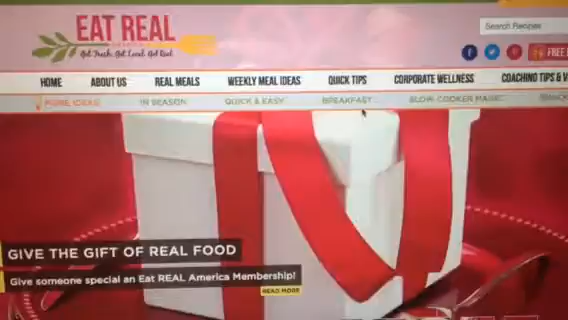 EAT REAL
AMERICA
Get Fresh. Get Local. Get Real.
Search Recipes
FREE
HOME ABOUT US REAL MEALS WEEKLY MEAL IDEAS QUICK TIPS CORPORATE WELLNESS COACHING TIPS &
MORE IDEAS: IN SEASON QUICK & EASY BREAKFAST SLOW COOKER MAGIC
GIVE THE GIFT OF REAL FOOD
Give someone special an Eat REAL America Membership!
READ MORE